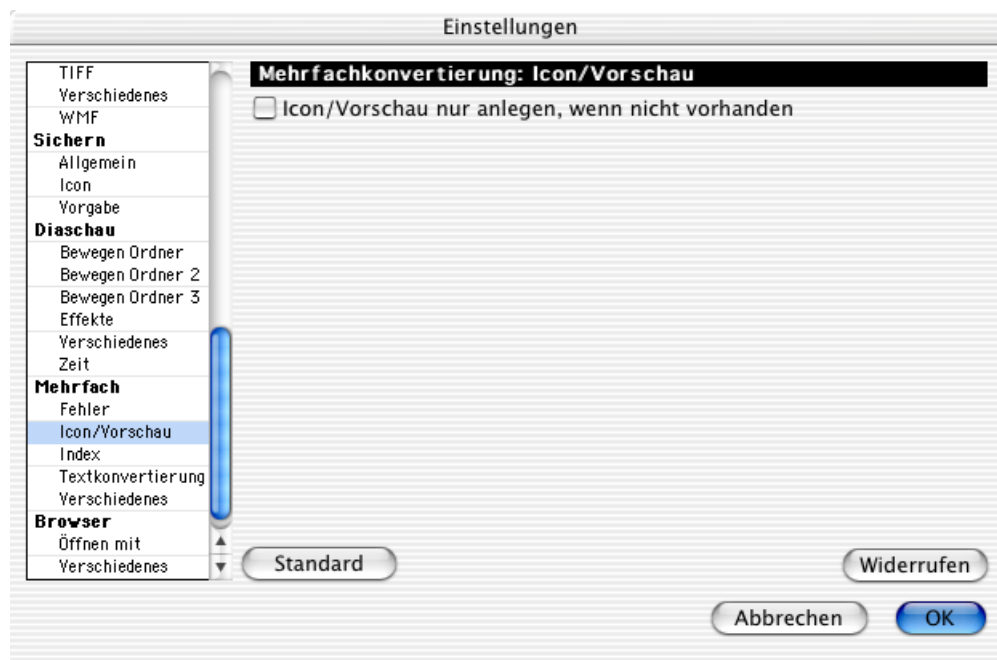 Einstellungen
TIFF
Verschiedenes
WMF
Sichern
Allgemein
Icon
Vorgabe
Diaschau
Bewegen Ordner
Bewegen Ordner 2
Bewegen Ordner 3
Effekte
Verschiedenes
Zeit
Mehrfach
Fehler
Icon/Vorschau
Index
Textkonvertierung
Verschiedenes
Browser
Öffnen mit
Verschiedenes
Mehrfachkonvertierung: Icon/Vorschau
Icon/Vorschau nur anlegen, wenn nicht vorhanden
Standard
Widerrufen
Abbrechen
OK